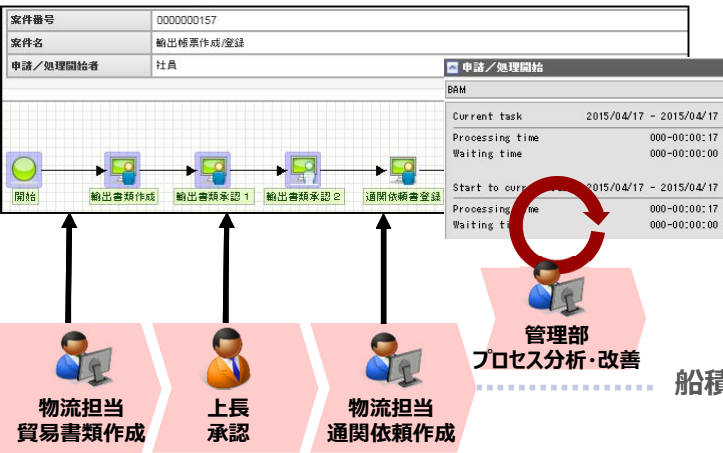 案件番号 0000000157
案件名 輸出帳票作成/登録
申請／処理開始者 社員
申請／処理開始
BAM
Current task 2015/04/17 - 2015/04/17
Processing time 000-00:00:17
Waiting time 000-00:00:00
Start to 2015/04/17 - 2015/04/17
Processing 000-00:00:17
Waiting 000-00:00:00
開始 輸出書類作成 輸出書類承認１ 輸出書類承認２ 通関依頼書登録
管理部
プロセス分析・改善
船積
物流担当
貿易書類作成
上長
承認
物流担当
通関依頼作成